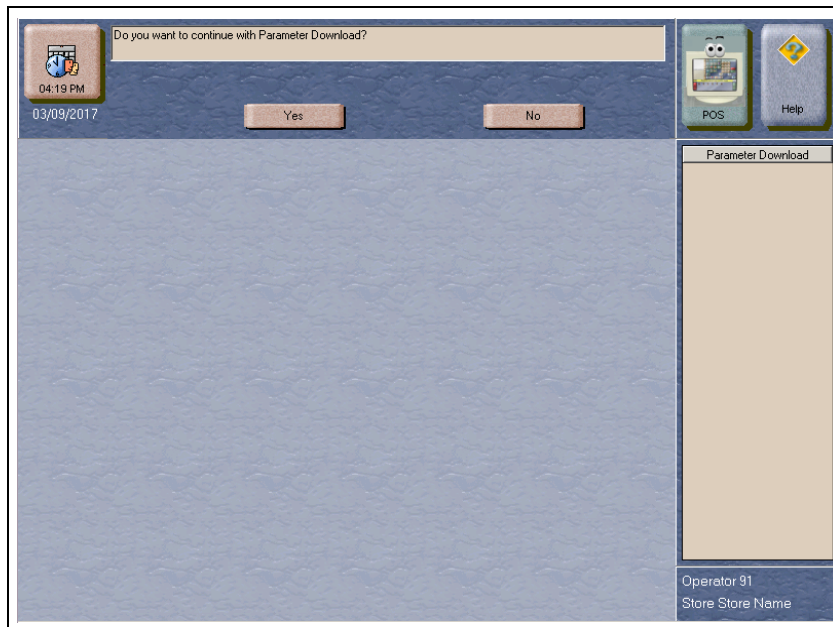 Do you want to continue with Parameter Download?
04:19 PM
03/09/2017
Yes
No
POS
Help
Parameter Download
Operator 91
Store Store Name